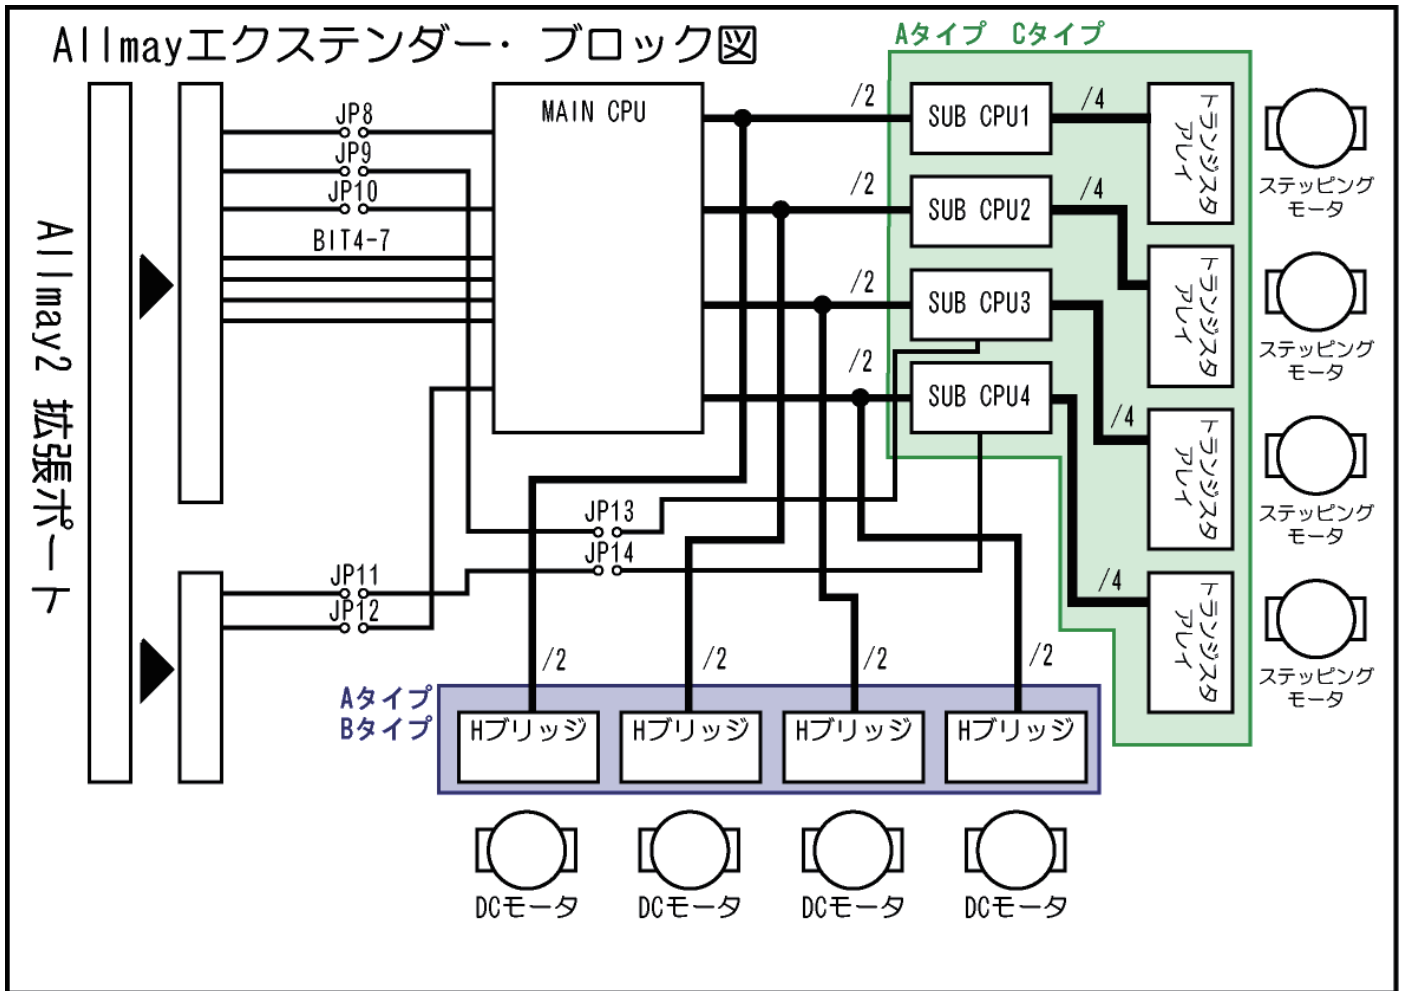 Allmayエクステンダー・ ブロック図
Aタイプ Cタイプ
Allmay2 拡張ポート
JP8
JP9
JP10
BIT4-7
MAIN CPU
/2
/2
/2
/2
SUB CPU1
SUB CPU2
SUB CPU3
SUB CPU4
/4
/4
/4
/4
トランジスタ
アレイ
トランジスタ
アレイ
トランジスタ
アレイ
トランジスタ
アレイ
ステッピング
モータ
ステッピング
モータ
ステッピング
モータ
ステッピング
モータ
JP13
JP14
JP11
JP12
/2
/2
/2
/2
Aタイプ
Bタイプ
Hブリッジ
Hブリッジ
Hブリッジ
Hブリッジ
DCモータ
DCモータ
DCモータ
DCモータ